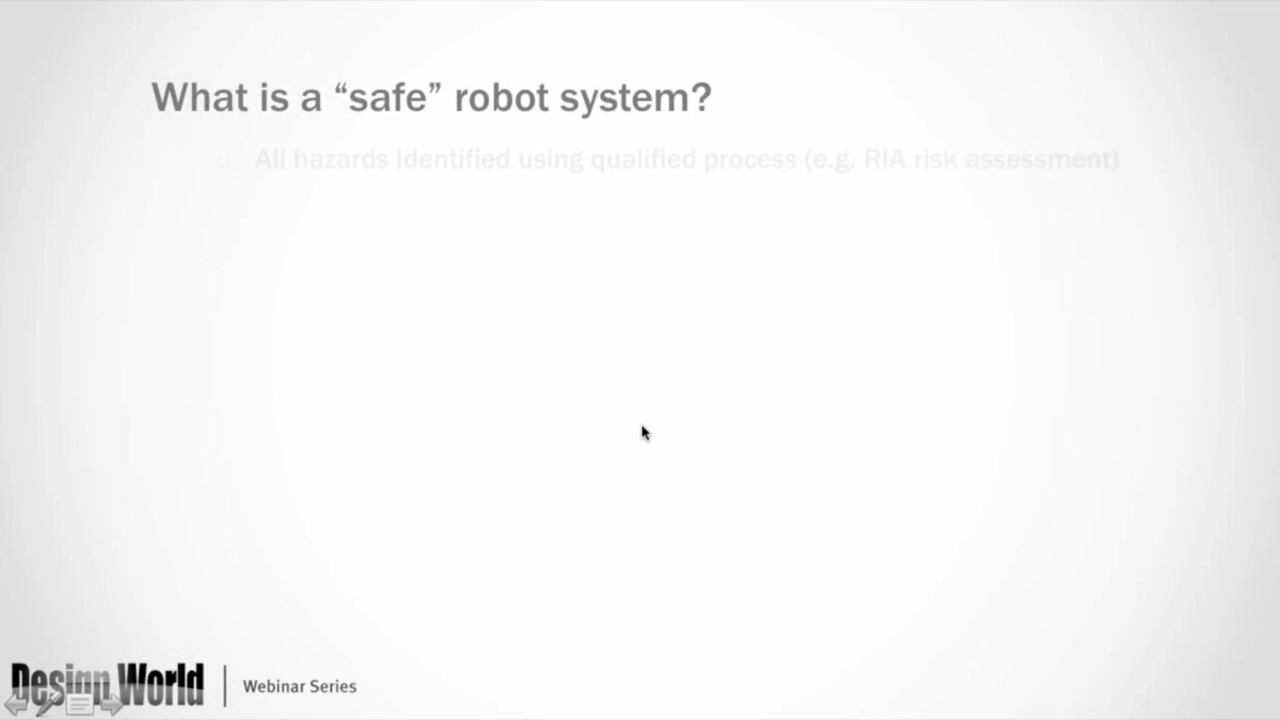 What is a “safe” robot system?
All hazards identified using qualified process (e.g. RIA risk assessment)
Design World
Webinar Series